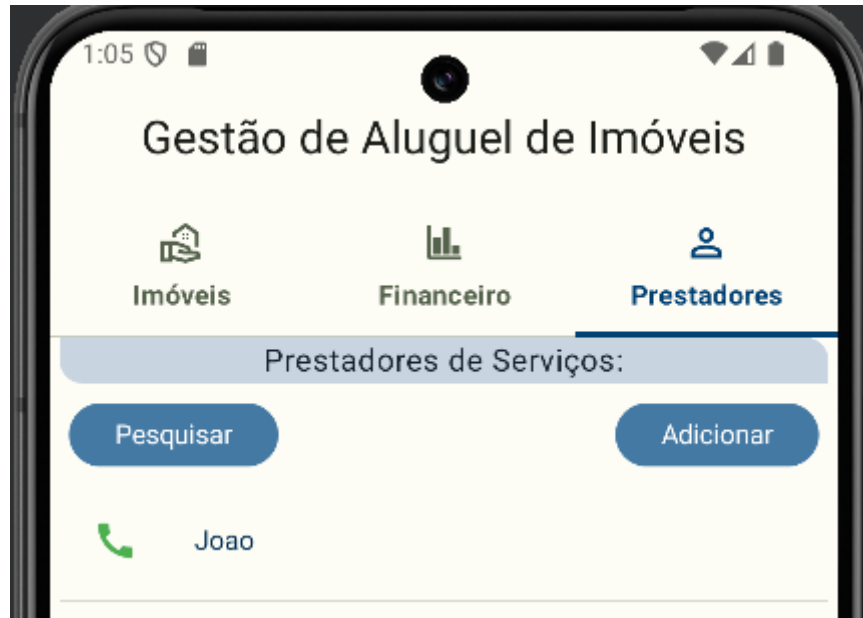 1:05
Gestão de Aluguel de Imóveis
Imóveis Financeiro Prestadores
Prestadores de Serviços:
Pesquisar Adicionar
Joao